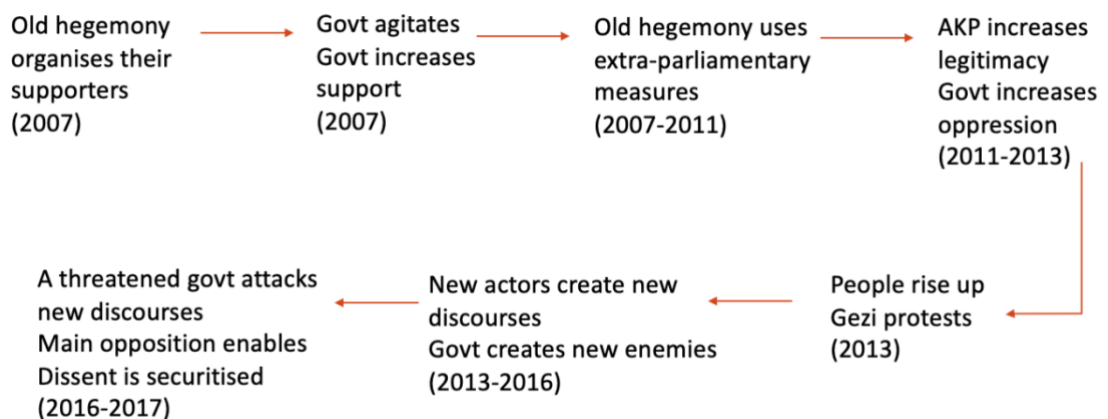 Old hegemony
organises their
supporters
(2007)
Govt agitates
Govt increases
support
(2007)
Old hegemony uses
extra-parliamentary
measures
(2007-2011)
AKP increases
legitimacy
Govt increases
oppression
(2011-2013)
People rise up
Gezi protests
(2013)
New actors create new
discourses
Govt creates new enemies
(2013-2016)
A threatened govt attacks
new discourses
Main opposition enables
Dissent is securitised
(2016-2017)